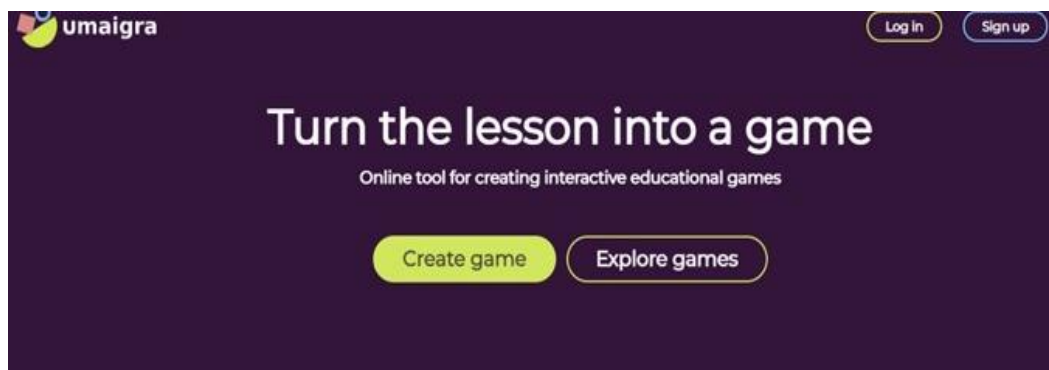 umaigra
Log in
Sign up
Turn the lesson into a game
Online tool for creating interactive educational games
Create game
Explore games